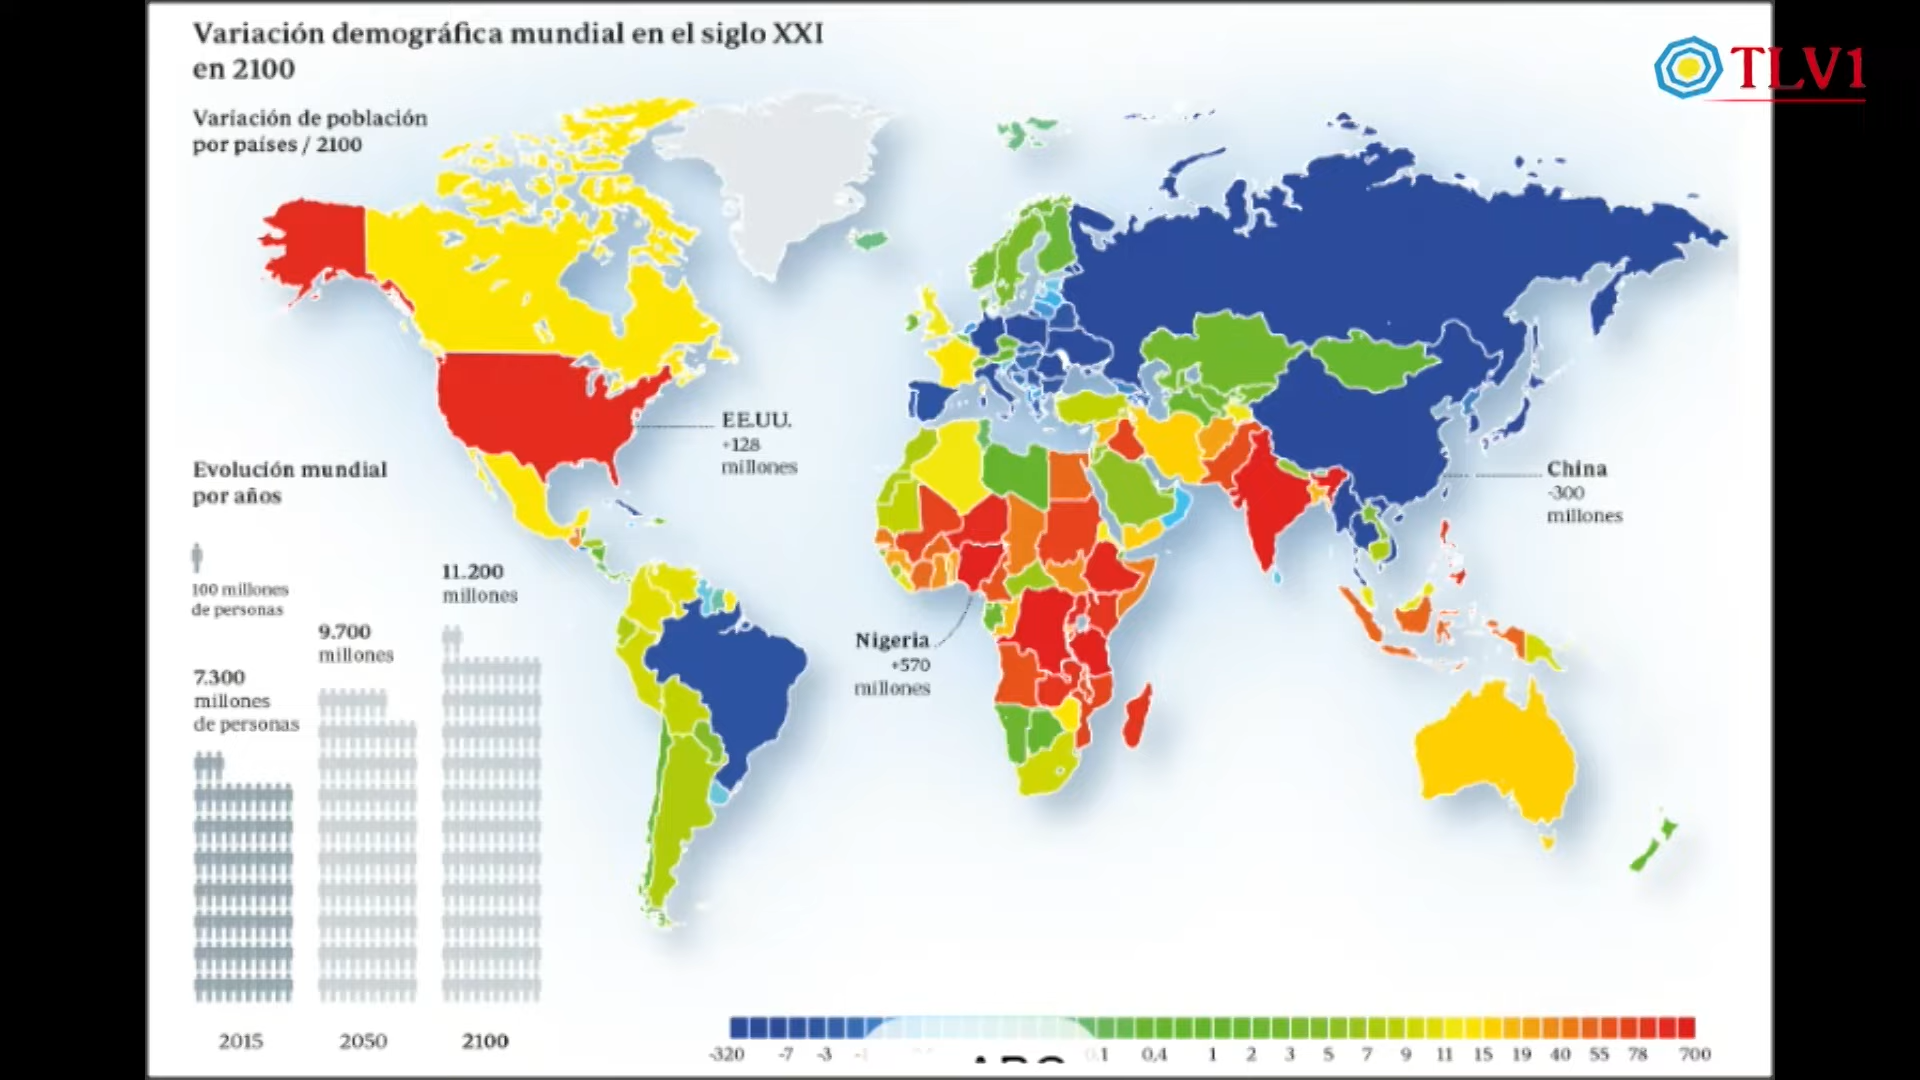 Variación demográfica mundial en el siglo XXI
en 2100
TLV1
Variación de población
por países / 2100
EE.UU.
+128
millones
Evolución mundial
por años
China
-300
millones
100 millones
de personas
11.200
millones
9.700
millones
Nigeria
+570
millones
7.300
millones
de personas
2015
2050
2100
-320 -7 -3 -1 0.1 0,4 1 2 3 5 7 9 11 15 19 40 55 78 700